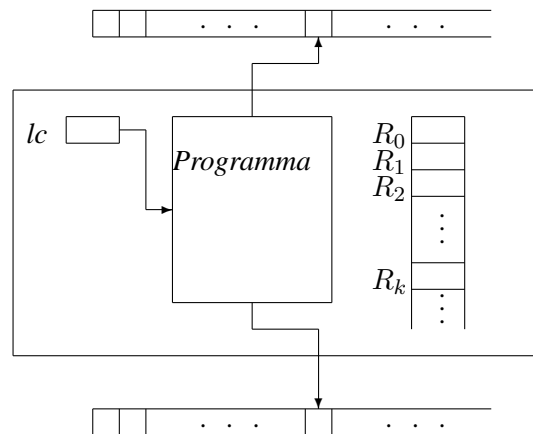 . . . . . .
lc
Programma
R₀
R₁
R₂
Rₖ
. . . . . .